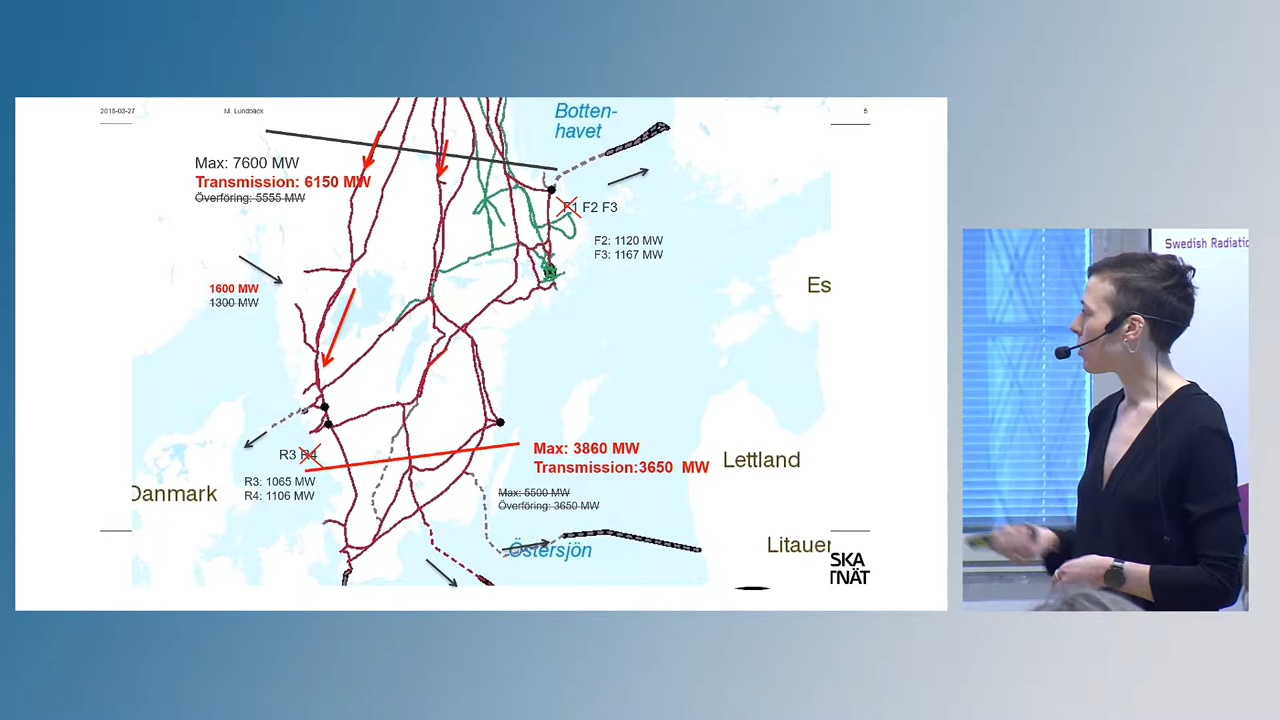 2018-03-27
M. Lundbäck
5
Botten-
havet
Max: 7600 MW
Transmission: 6150 MW
Överföring: 5555 MW
F1 F2 F3
F2: 1120 MW
F3: 1167 MW
1600 MW
1300 MW
Es
R3 R4
R3: 1065 MW
R4: 1106 MW
Max: 3860 MW
Transmission:3650 MW
Max: 5500 MW
Överföring: 3650 MW
Lettland
Danmark
Östersjön
Litauen
SKA
TNÄT
Swedish Radiatio